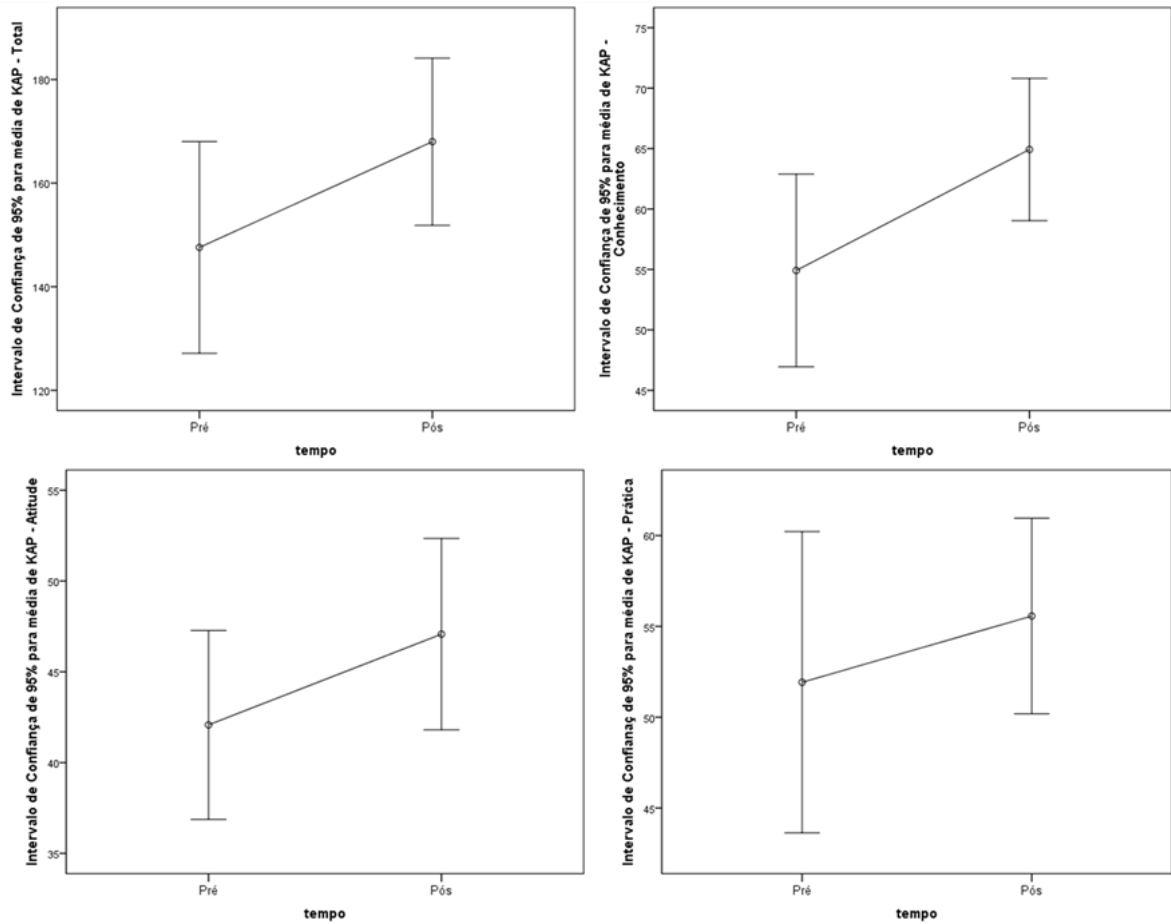 Intervalo de Confiança de 95% para média de KAP - Total
180
160
140
120
Pré
Pós
tempo
Intervalo de Confiança de 95% para média de KAP -
Conhecimento
75
70
65
60
55
50
45
Pré
Pós
tempo
Intervalo de Confiança de 95% para média de KAP - Atitude
55
50
45
40
35
Pré
Pós
tempo
Intervalo de Confianaç de 95% para média de KAP - Prática
60
55
50
45
Pré
Pós
tempo